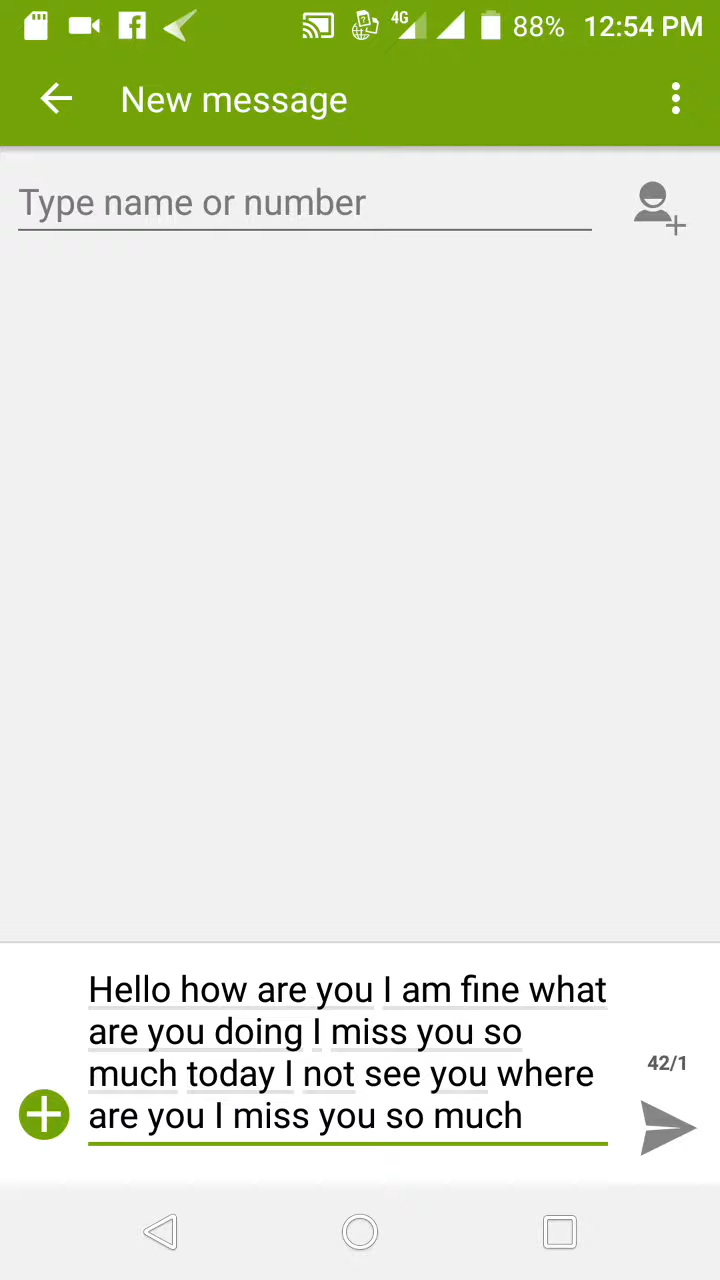 4G 88% 12:54 PM
New message
Type name or number
Hello how are you I am fine what
are you doing I miss you so
much today I not see you where
are you I miss you so much
42/1